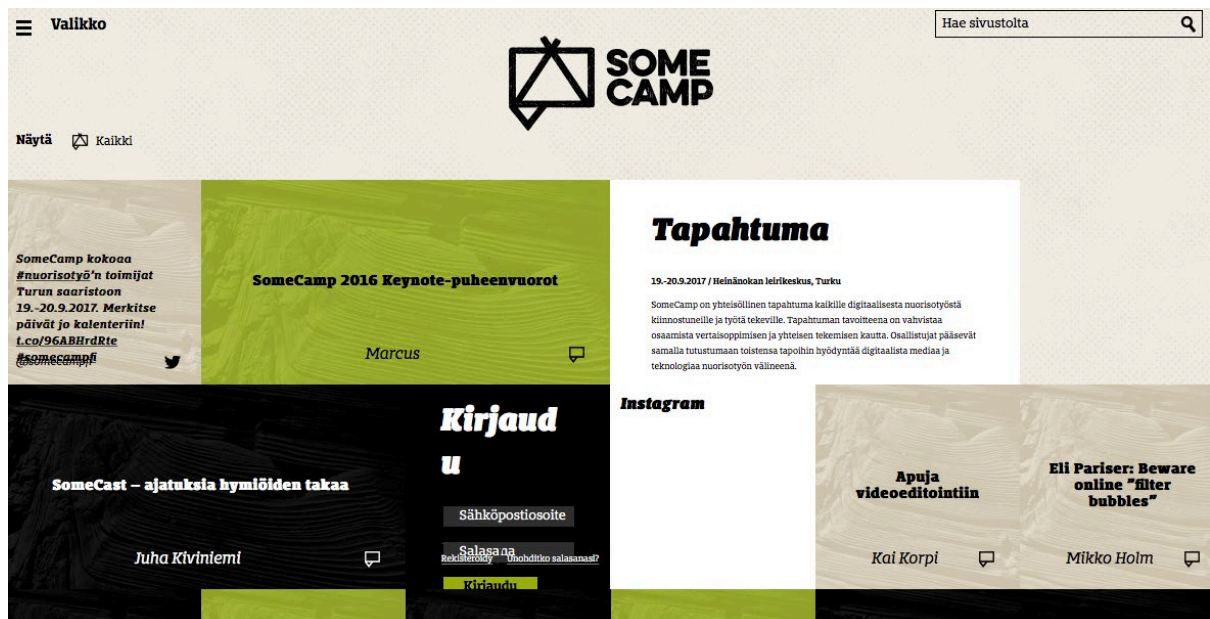 Valikko
Hae sivustolta
SOME
CAMP
Näytä
Kaikki
SomeCamp kokoaa
#nuorisotyö'n toimijat
Turun saaristoon
19.-20.9.2017. Merkitse
päivät jo kalenteriin!
t.co/96ABHrdRte
#somecampfi
@somecampfi
SomeCamp 2016 Keynote-puheenvuorot
Marcus
Tapahtuma
19.-20.9.2017 / Heinänokan leirikeskus, Turku
SomeCamp on yhteisöllinen tapahtuma kaikille digitaalisesta nuorisotyöstä
kiinnostuneille ja työtä tekeville. Tapahtuman tavoitteena on vahvistaa
osaamista vertaisoppimisen ja yhteisen tekemisen kautta. Osallistujat pääsevät
samalla tutustumaan toistensa tapoihin hyödyntää digitaalista mediaa ja
teknologiaa nuorisotyön välineenä.
SomeCast – ajatuksia hymiöiden takaa
Juha Kiviniemi
Kirjaud
u
Sähköpostiosoite
Salasana
Rekisteröidy
Unohditko salasanasi?
Kirjaudu
Instagram
Apuja
videoeditointiin
Kai Korpi
Eli Pariser: Beware
online "filter
bubbles"
Mikko Holm